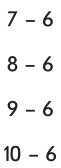 7 – 6
8 – 6
9 – 6
10 – 6